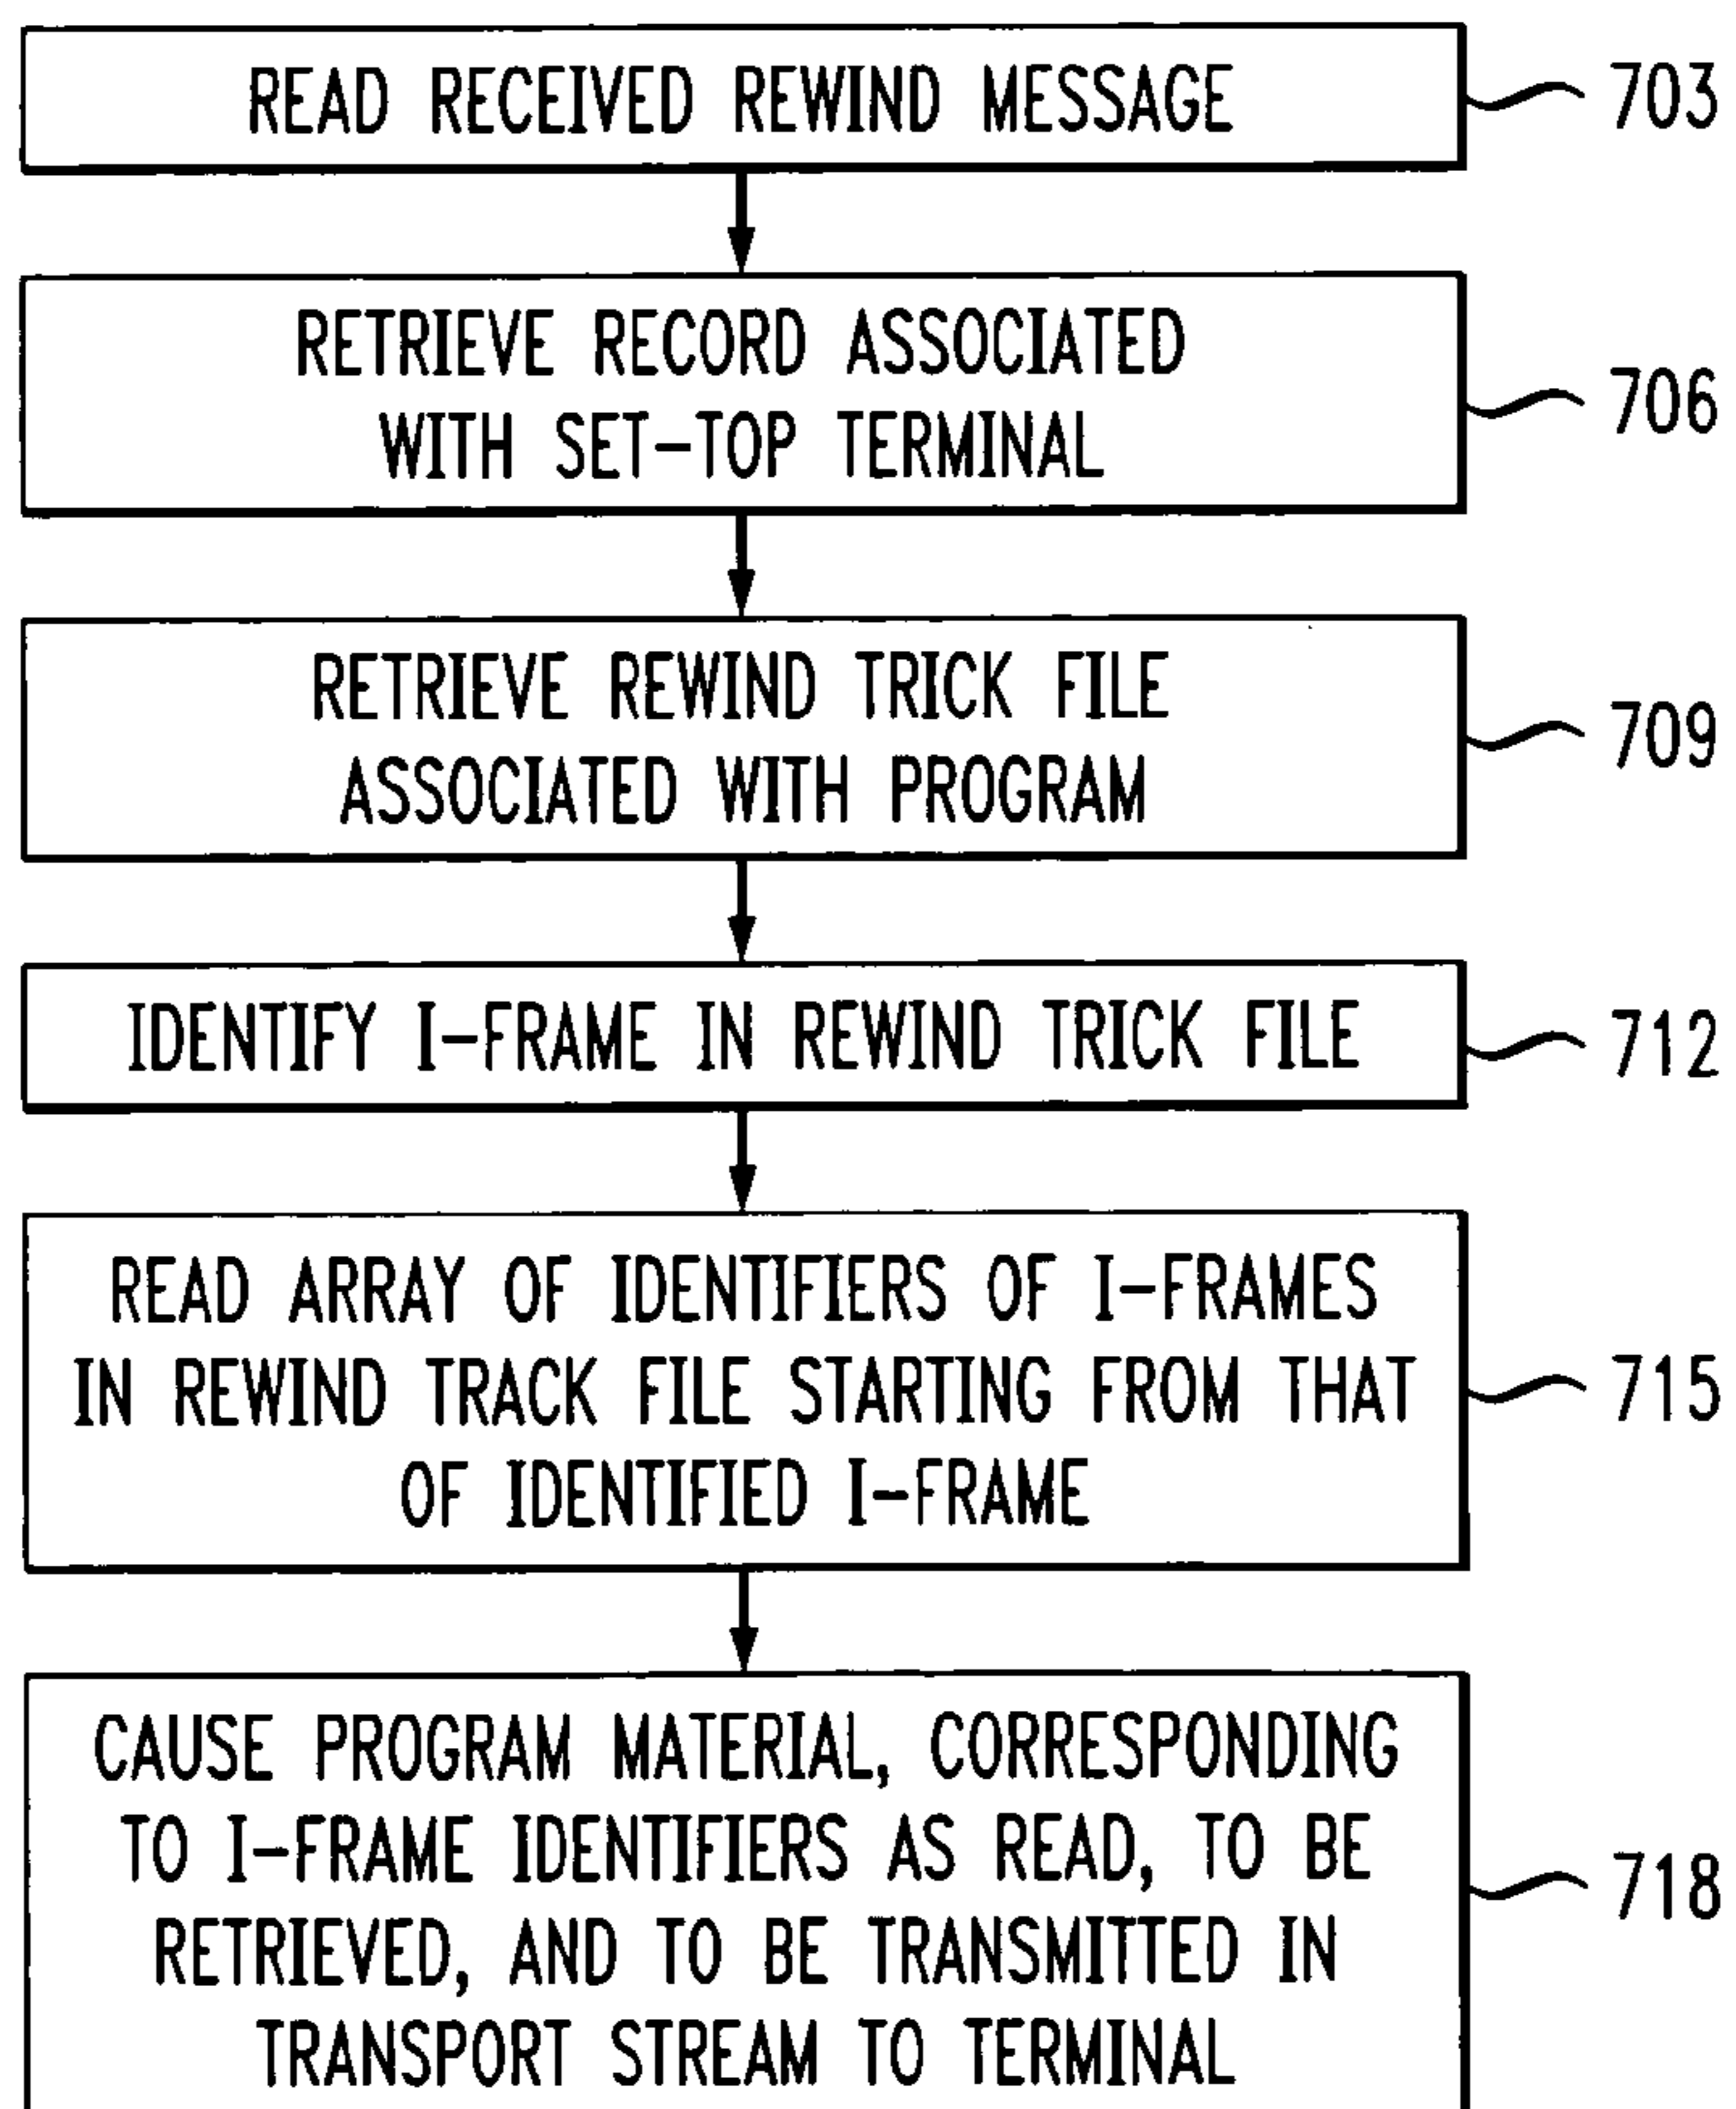 READ RECEIVED REWIND MESSAGE
703
RETRIEVE RECORD ASSOCIATED
WITH SET-TOP TERMINAL
706
RETRIEVE REWIND TRICK FILE
ASSOCIATED WITH PROGRAM
709
IDENTIFY I-FRAME IN REWIND TRICK FILE
712
READ ARRAY OF IDENTIFIERS OF I-FRAMES
IN REWIND TRACK FILE STARTING FROM THAT
OF IDENTIFIED I-FRAME
715
CAUSE PROGRAM MATERIAL, CORRESPONDING
TO I-FRAME IDENTIFIERS AS READ, TO BE
RETRIEVED, AND TO BE TRANSMITTED IN
TRANSPORT STREAM TO TERMINAL
718